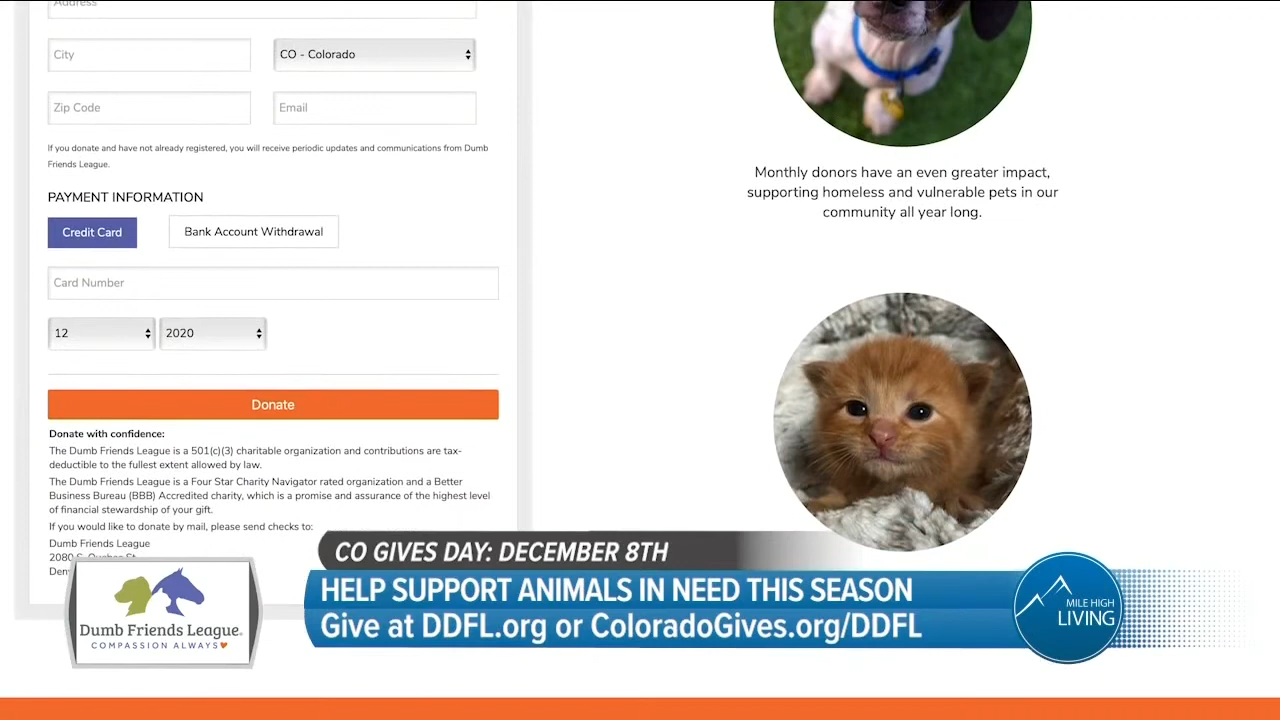 Address
City
CO - Colorado
Zip Code
Email
If you donate and have not already registered, you will receive periodic updates and communications from Dumb
Friends League.
PAYMENT INFORMATION
Credit Card
Bank Account Withdrawal
Card Number
12
2020
Donate
Donate with confidence:
The Dumb Friends League is a 501(c)(3) charitable organization and contributions are tax-
deductible to the fullest extent allowed by law.
The Dumb Friends League is a Four Star Charity Navigator rated organization and a Better
Business Bureau (BBB) Accredited charity, which is a promise and assurance of the highest level
of financial stewardship of your gift.
If you would like to donate by mail, please send checks to:
Dumb Friends League
2080 S. Quebec St.
Monthly donors have an even greater impact,
supporting homeless and vulnerable pets in our
community all year long.
CO GIVES DAY: DECEMBER 8TH
HELP SUPPORT ANIMALS IN NEED THIS SEASON
Give at DDFL.org or ColoradoGives.org/DDFL
Dumb Friends League.
COMPASSION ALWAYS
MILE HIGH
LIVING